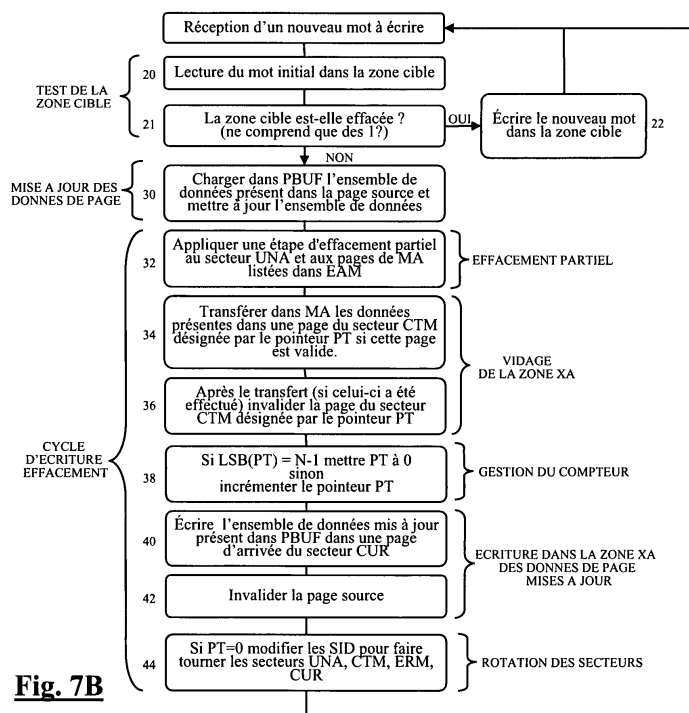 Réception d'un nouveau mot à écrire
TEST DE LA
ZONE CIBLE
20
Lecture du mot initial dans la zone cible
21
La zone cible est-elle effacée ?
(ne comprend que des 1?)
OUI
Écrire le nouveau mot
dans la zone cible
22
NON
MISE A JOUR DES
DONNES DE PAGE
30
Charger dans PBUF l'ensemble de
données présent dans la page source et
mettre à jour l'ensemble de données
CYCLE
D'ECRITURE
EFFACEMENT
32
Appliquer une étape d'effacement partiel
au secteur UNA et aux pages de MA
listées dans EAM
EFFACEMENT PARTIEL
34
Transférer dans MA les données
présentes dans une page du secteur CTM
désignée par le pointeur PT si cette page
est valide.
VIDAGE
DE LA ZONE XA
36
Après le transfert (si celui-ci a été
effectué) invalider la page du secteur
CTM désignée par le pointeur PT
38
Si LSB(PT) = N-1 mettre PT à 0
sinon
incrémenter le pointeur PT
GESTION DU COMPTEUR
40
Écrire l'ensemble de données mis à jour
présent dans PBUF dans une page
d'arrivée du secteur CUR
ECRITURE DANS LA ZONE XA
DES DONNES DE PAGE
MISES A JOUR
42
Invalider la page source
44
Si PT=0 modifier les SID pour faire
tourner les secteurs UNA, CTM, ERM,
CUR
ROTATION DES SECTEURS
Fig. 7B